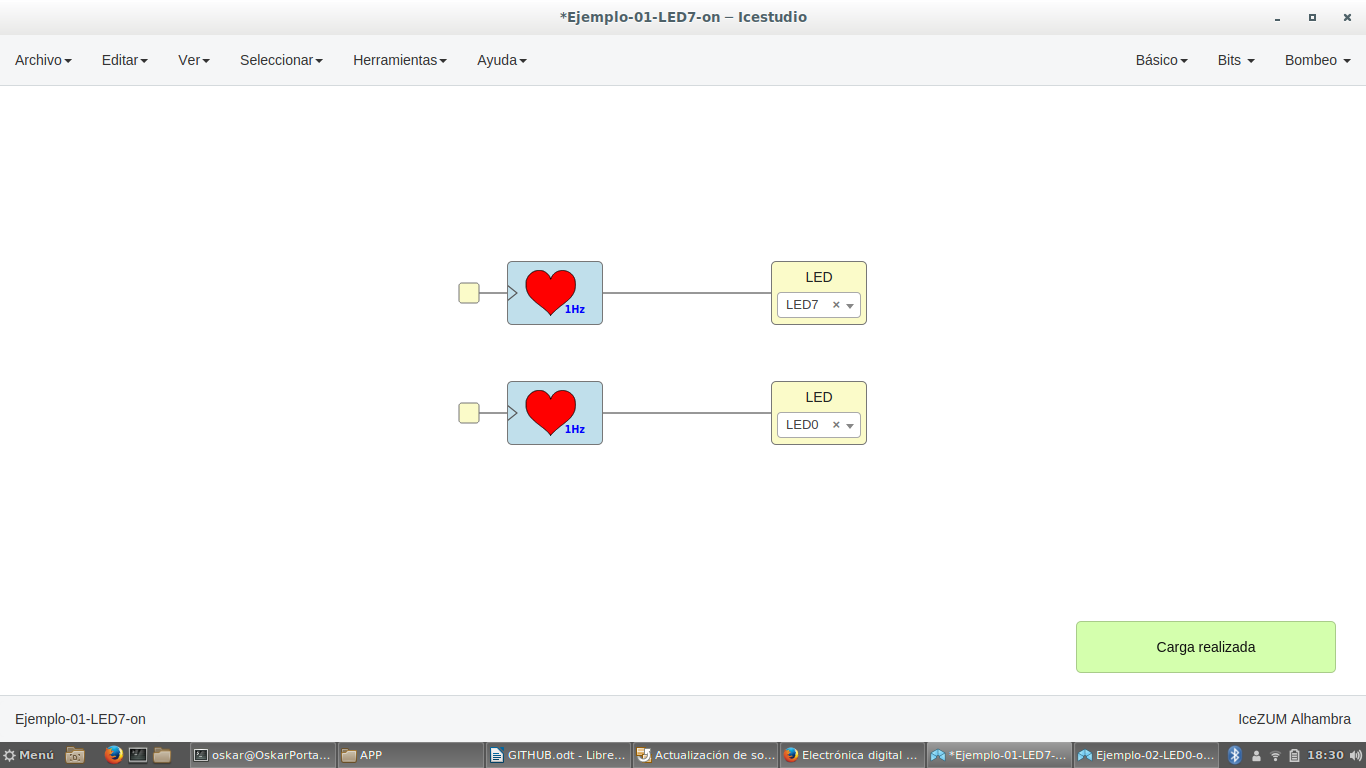 *Ejemplo-01-LED7-on – Icestudio
Archivo Editar Ver Seleccionar Herramientas Ayuda Básico Bits Bombeo
1Hz
LED
LED7 ×
1Hz
LED
LED0 ×
Carga realizada
Ejemplo-01-LED7-on IceZUM Alhambra
Menú oskar@OskarPorta... APP GITHUB.odt - Libre... Actualización de so... Electrónica digital ... *Ejemplo-01-LED7-... Ejemplo-02-LED0-o... 18:30